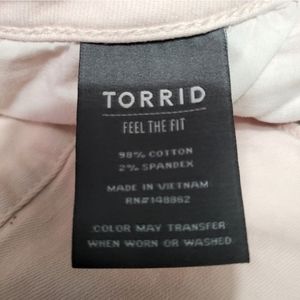 TORRID
FEEL THE FIT
98% COTTON
2% SPANDEX
MADE IN VIETNAM
RN#148862
COLOR MAY TRANSFER
WHEN WORN OR WASHED